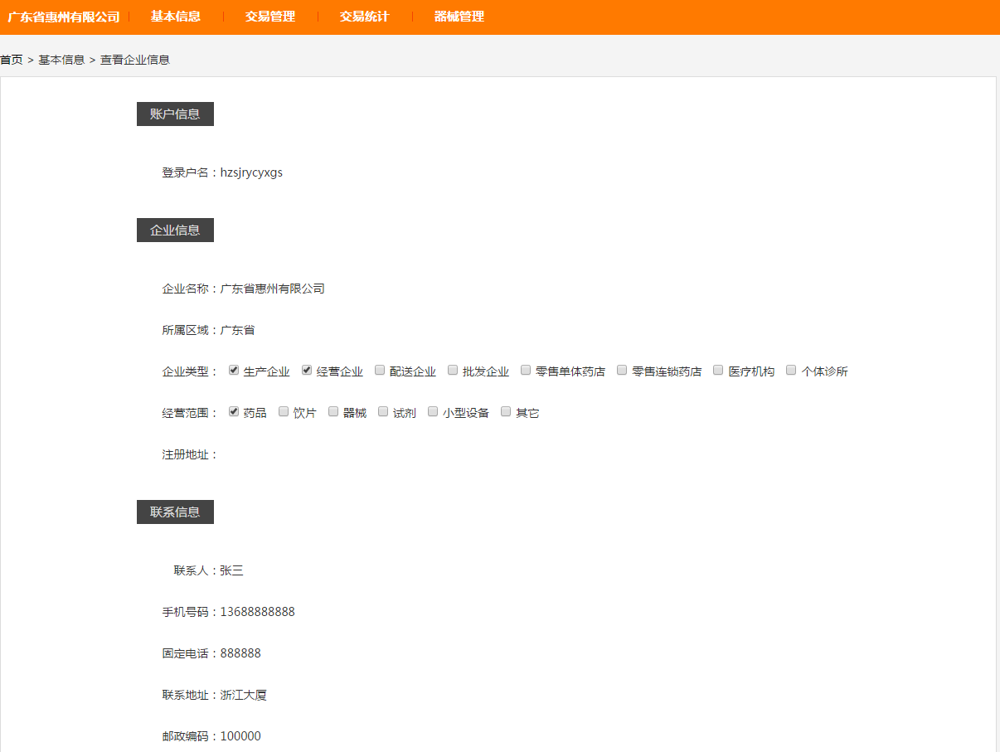 广东省惠州有限公司 基本信息 交易管理 交易统计 器械管理
首页 > 基本信息 > 查看企业信息
账户信息
登录户名：hzsjrycyxgs
企业信息
企业名称：广东省惠州有限公司
所属区域：广东省
企业类型： 生产企业 经营企业 配送企业 批发企业 零售单体药店 零售连锁药店 医疗机构 个体诊所
经营范围： 药品 饮片 器械 试剂 小型设备 其它
注册地址：
联系信息
联系人：张三
手机号码：13688888888
固定电话：888888
联系地址：浙江大厦
邮政编码：100000